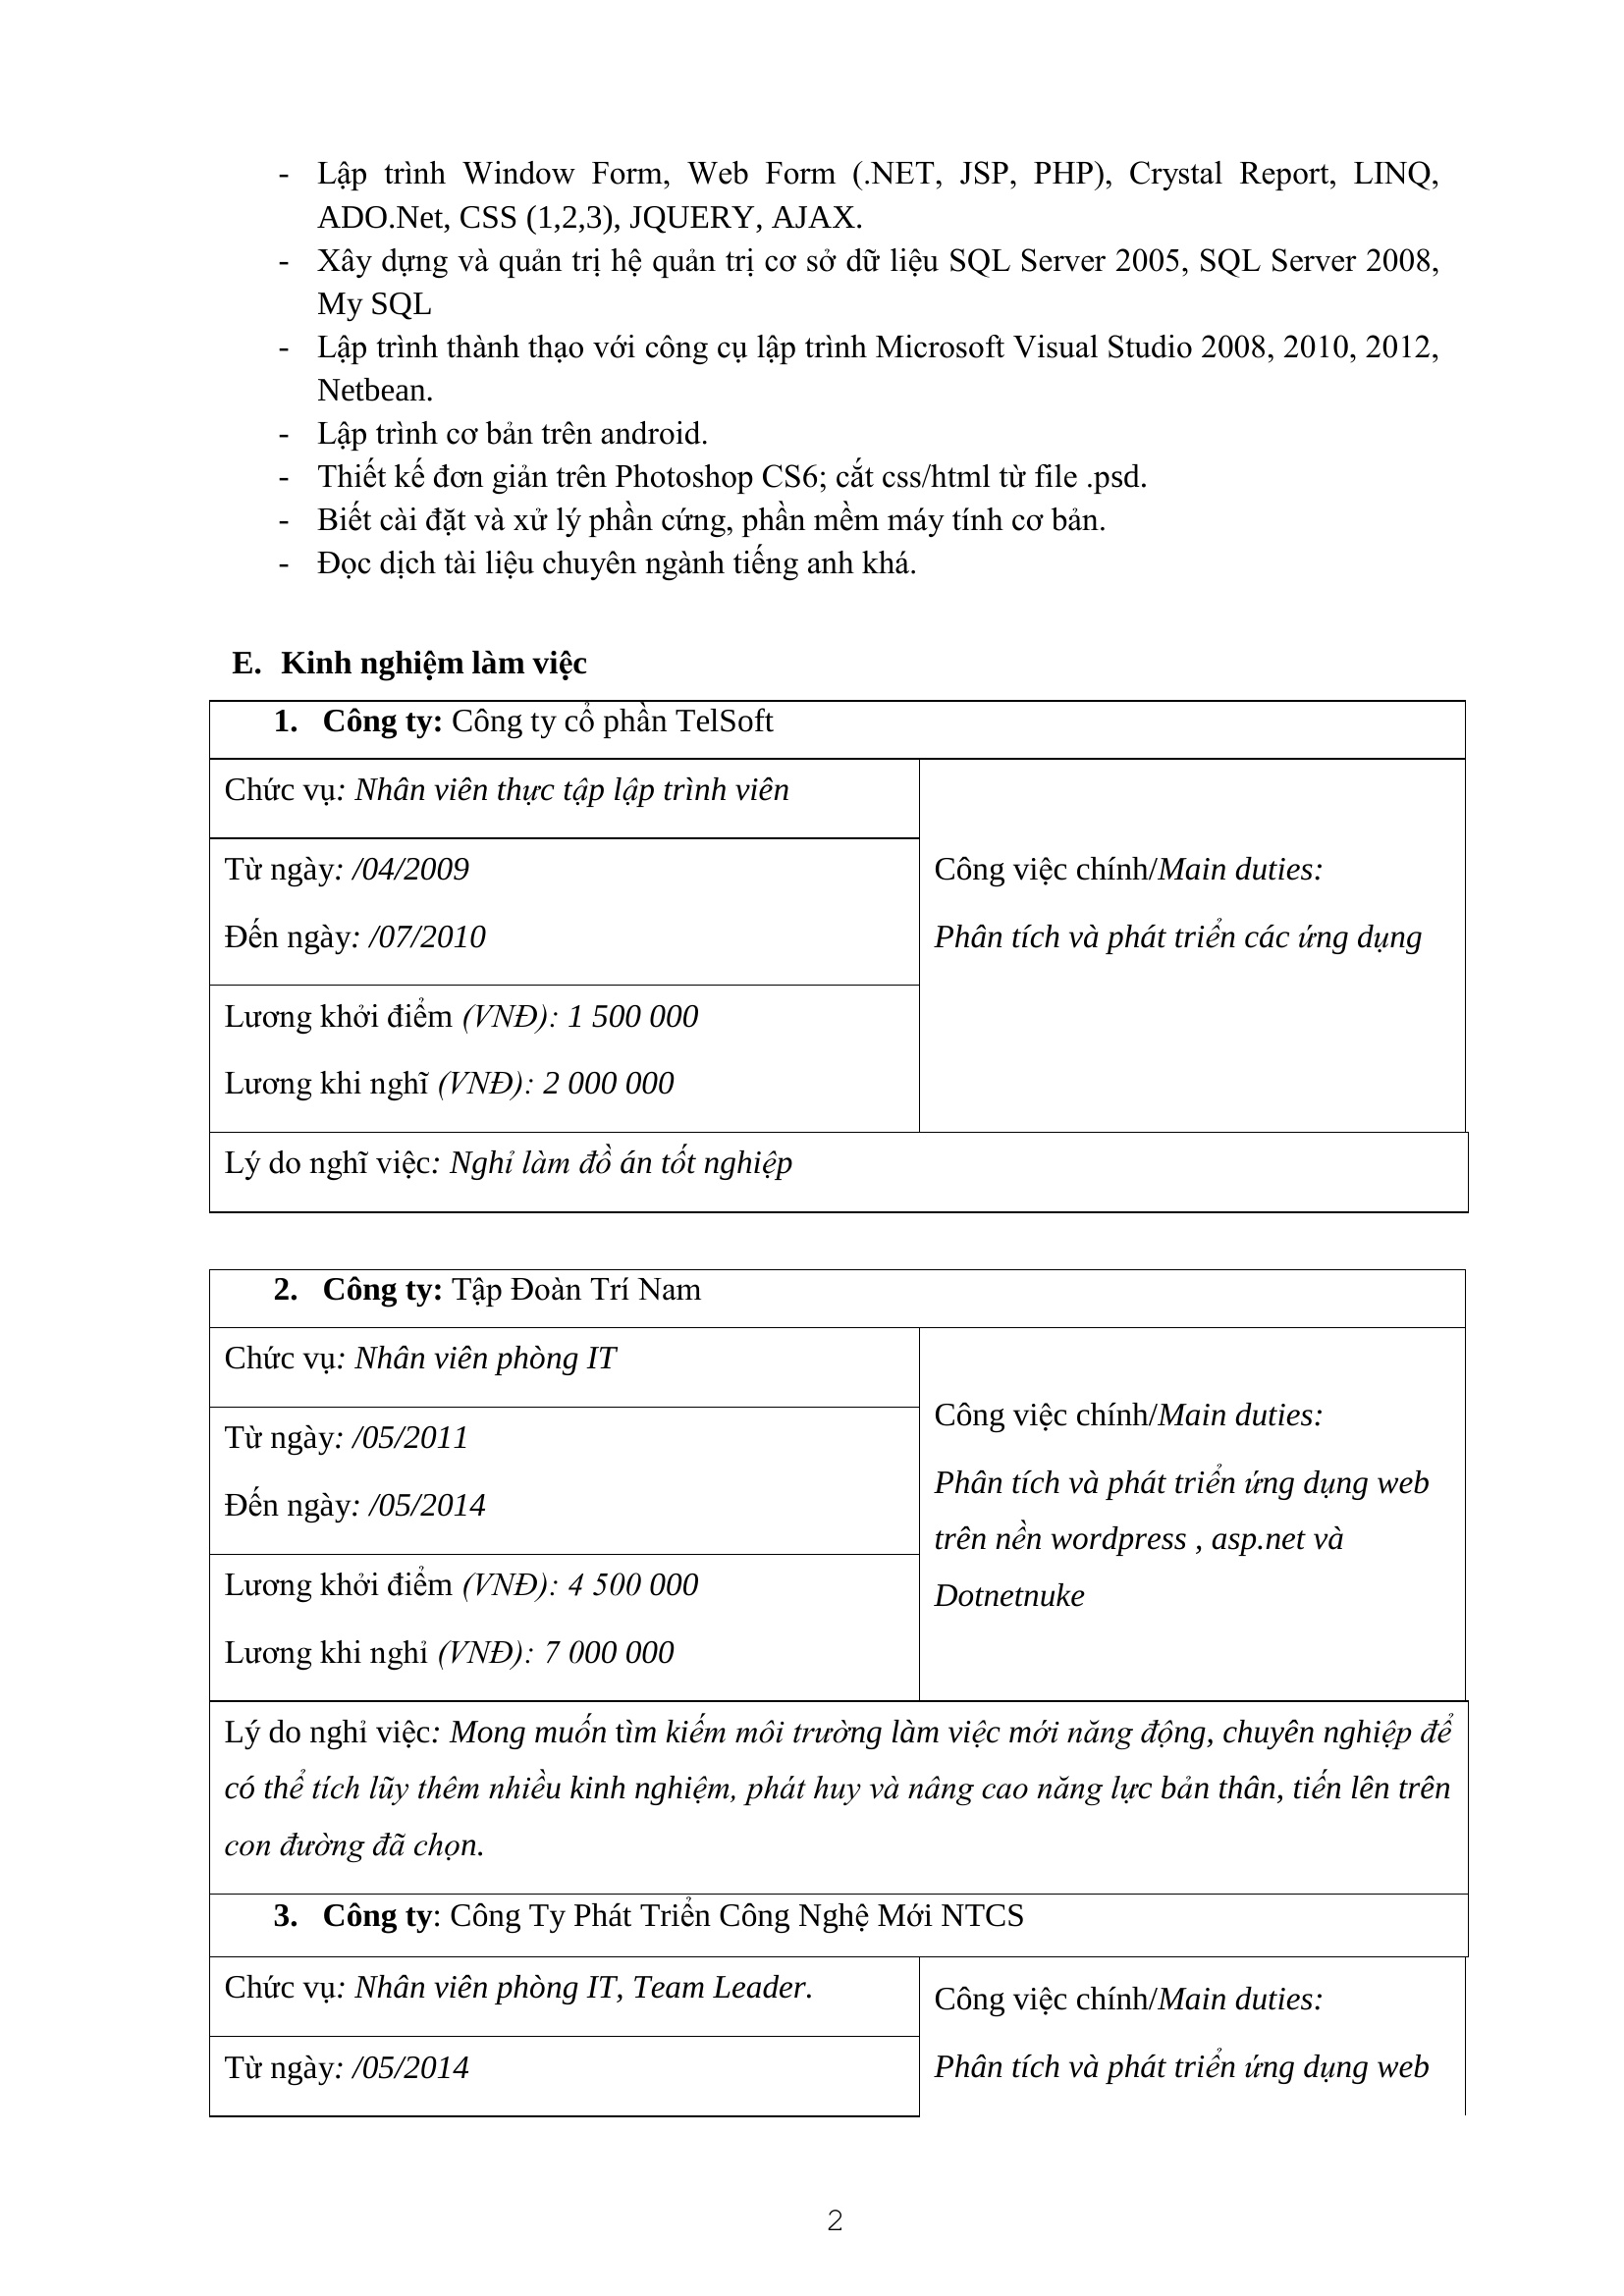 - Lập trình Window Form, Web Form (.NET, JSP, PHP), Crystal Report, LINQ,
ADO.Net, CSS (1,2,3), JQUERY, AJAX.
- Xây dựng và quản trị hệ quản trị cơ sở dữ liệu SQL Server 2005, SQL Server 2008,
My SQL
- Lập trình thành thạo với công cụ lập trình Microsoft Visual Studio 2008, 2010, 2012,
Netbean.
- Lập trình cơ bản trên android.
- Thiết kế đơn giản trên Photoshop CS6; cắt css/html từ file .psd.
- Biết cài đặt và xử lý phần cứng, phần mềm máy tính cơ bản.
- Đọc dịch tài liệu chuyên ngành tiếng anh khá.
E. Kinh nghiệm làm việc
1. Công ty: Công ty cổ phần TelSoft
Chức vụ: Nhân viên thực tập lập trình viên
Từ ngày: /04/2009
Đến ngày: /07/2010
Lương khởi điểm (VNĐ): 1 500 000
Lương khi nghĩ (VNĐ): 2 000 000
Công việc chính/Main duties:
Phân tích và phát triển các ứng dụng
Lý do nghĩ việc: Nghỉ làm đồ án tốt nghiệp
2. Công ty: Tập Đoàn Trí Nam
Chức vụ: Nhân viên phòng IT
Từ ngày: /05/2011
Đến ngày: /05/2014
Lương khởi điểm (VNĐ): 4 500 000
Lương khi nghỉ (VNĐ): 7 000 000
Công việc chính/Main duties:
Phân tích và phát triển ứng dụng web
trên nền wordpress , asp.net và
Dotnetnuke
Lý do nghỉ việc: Mong muốn tìm kiếm môi trường làm việc mới năng động, chuyên nghiệp để
có thể tích lũy thêm nhiều kinh nghiệm, phát huy và nâng cao năng lực bản thân, tiến lên trên
con đường đã chọn.
3. Công ty: Công Ty Phát Triển Công Nghệ Mới NTCS
Chức vụ: Nhân viên phòng IT, Team Leader.
Từ ngày: /05/2014
Công việc chính/Main duties:
Phân tích và phát triển ứng dụng web
2